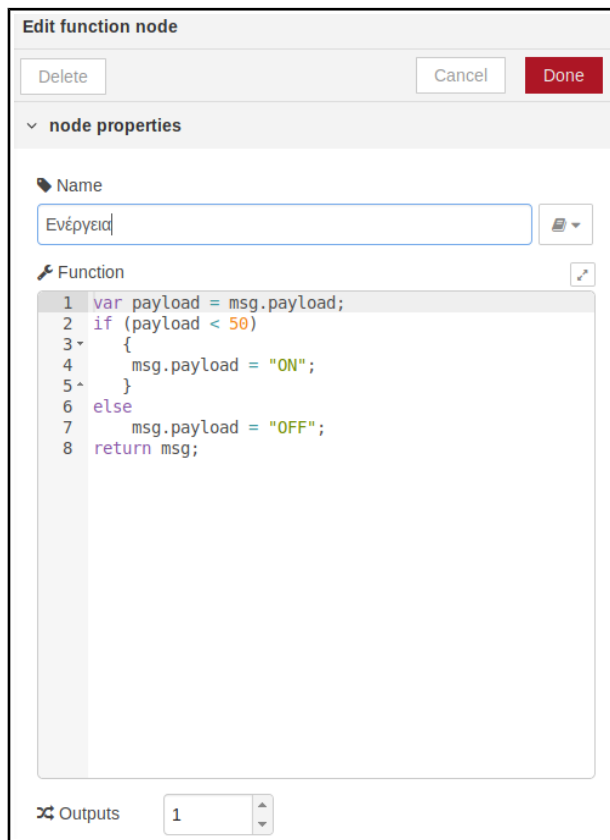 Edit function node
Delete Cancel Done
node properties
Name
Ενέργεια
Function
1 var payload = msg.payload;
2 if (payload < 50)
3 {
4 msg.payload = "ON";
5 }
6 else
7 msg.payload = "OFF";
8 return msg;
Outputs 1